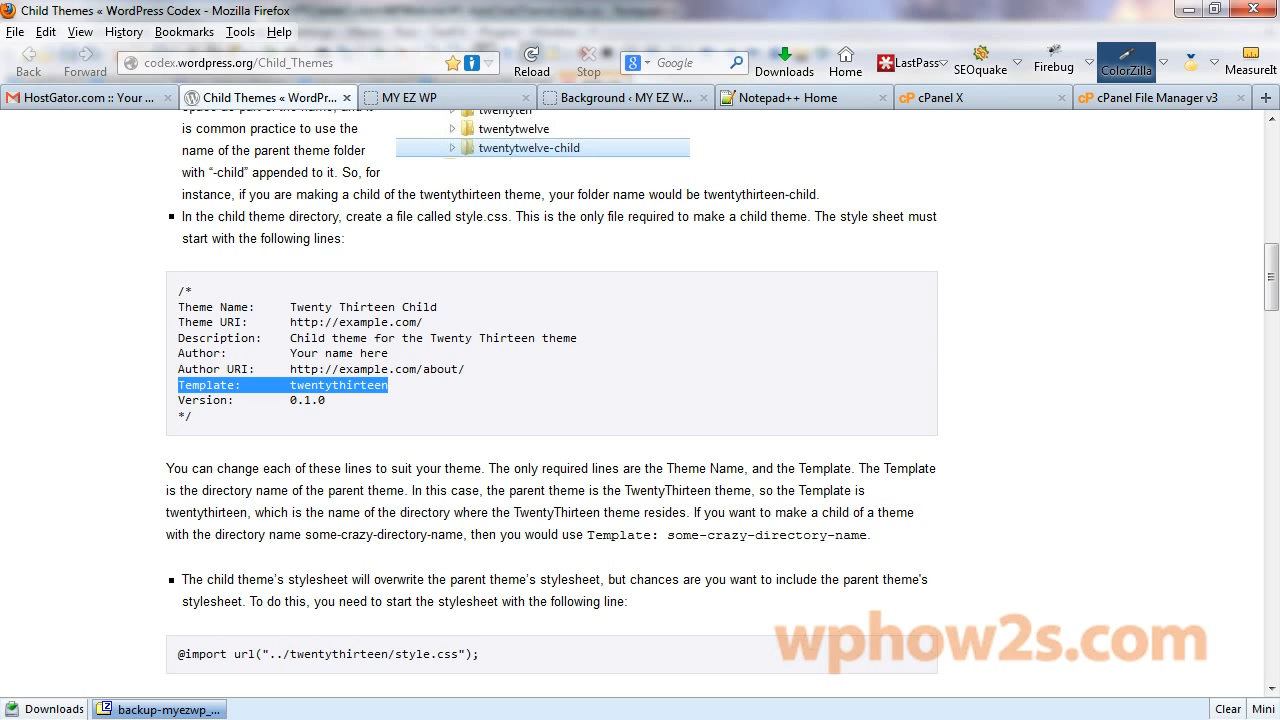 Child Themes « WordPress Codex - Mozilla Firefox
File Edit View History Bookmarks Tools Help
Back Forward codex.wordpress.org/Child_Themes Reload Stop Google Downloads Home LastPass SEOquake Firebug ColorZilla MeasureIt
HostGator.com :: Your ... Child Themes « WordPr... MY EZ WP Background ‹ MY EZ W... Notepad++ Home cPanel X cPanel File Manager v3
is common practice to use the
name of the parent theme folder
with “-child” appended to it. So, for
twentyten
twentytwelve
twentytwelve-child
instance, if you are making a child of the twentythirteen theme, your folder name would be twentythirteen-child.
In the child theme directory, create a file called style.css. This is the only file required to make a child theme. The style sheet must
start with the following lines:
/*
Theme Name: Twenty Thirteen Child
Theme URI: http://example.com/
Description: Child theme for the Twenty Thirteen theme
Author: Your name here
Author URI: http://example.com/about/
Template: twentythirteen
Version: 0.1.0
*/
You can change each of these lines to suit your theme. The only required lines are the Theme Name, and the Template. The Template
is the directory name of the parent theme. In this case, the parent theme is the TwentyThirteen theme, so the Template is
twentythirteen, which is the name of the directory where the TwentyThirteen theme resides. If you want to make a child of a theme
with the directory name some-crazy-directory-name, then you would use Template: some-crazy-directory-name.
The child theme’s stylesheet will overwrite the parent theme’s stylesheet, but chances are you want to include the parent theme's
stylesheet. To do this, you need to start the stylesheet with the following line:
@import url("../twentythirteen/style.css");
wphow2s.com
Downloads backup-myezwp_... Clear Mini